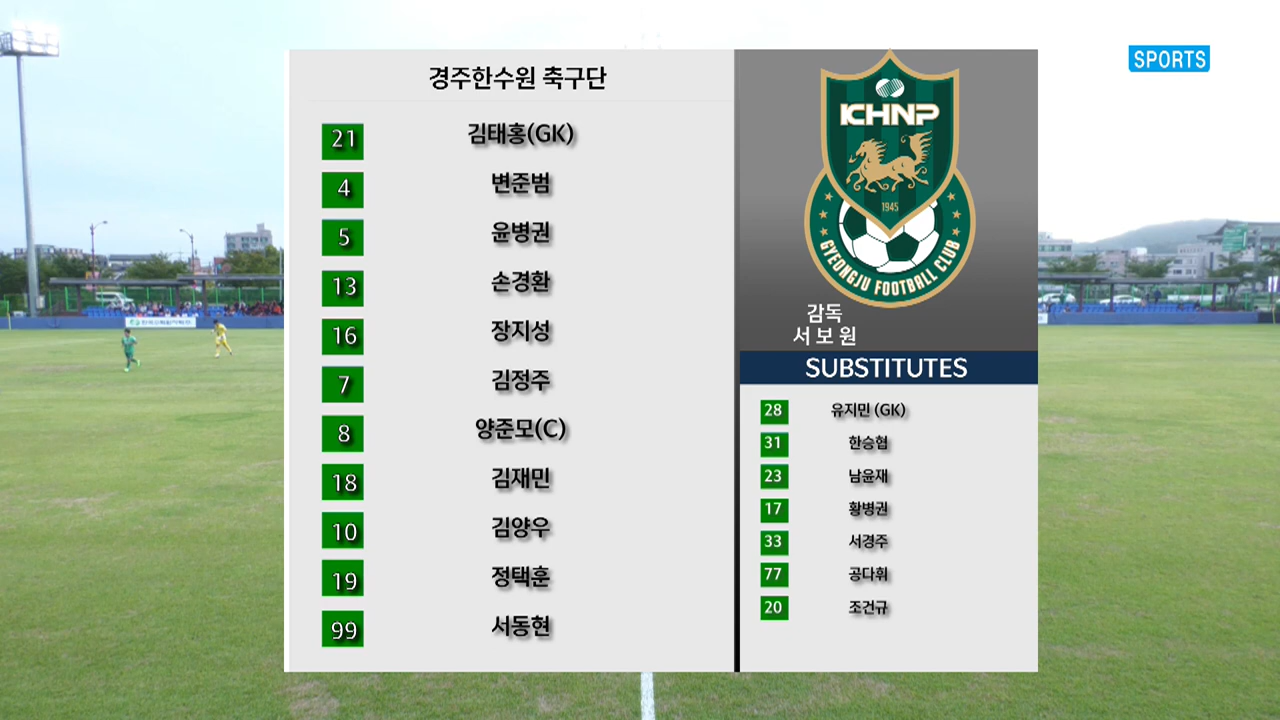 SPORTS
경주한수원 축구단
21 김태홍(GK)
4 변준범
5 윤병권
13 손경환
16 장지성
7 김정주
8 양준모(C)
18 김재민
10 김양우
19 정택훈
99 서동현
KHNP
1945
GYEONGJU FOOTBALL CLUB
감독
서보원
SUBSTITUTES
28 유지민 (GK)
31 한승협
23 남윤재
17 황병권
33 서경주
77 공다휘
20 조건규